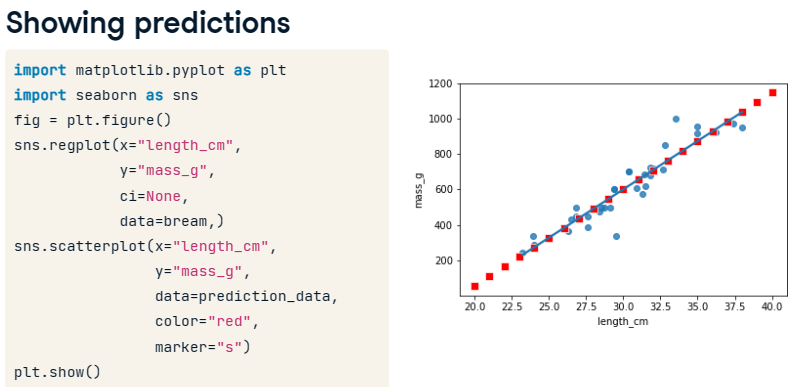 Showing predictions
import matplotlib.pyplot as plt
import seaborn as sns
fig = plt.figure()
sns.regplot(x="length_cm",
            y="mass_g",
            ci=None,
            data=bream,)
sns.scatterplot(x="length_cm",
                y="mass_g",
                data=prediction_data,
                color="red",
                marker="s")
plt.show()
1200
1000
800
600
400
200
mass_g
20.0 22.5 25.0 27.5 30.0 32.5 35.0 37.5 40.0
length_cm